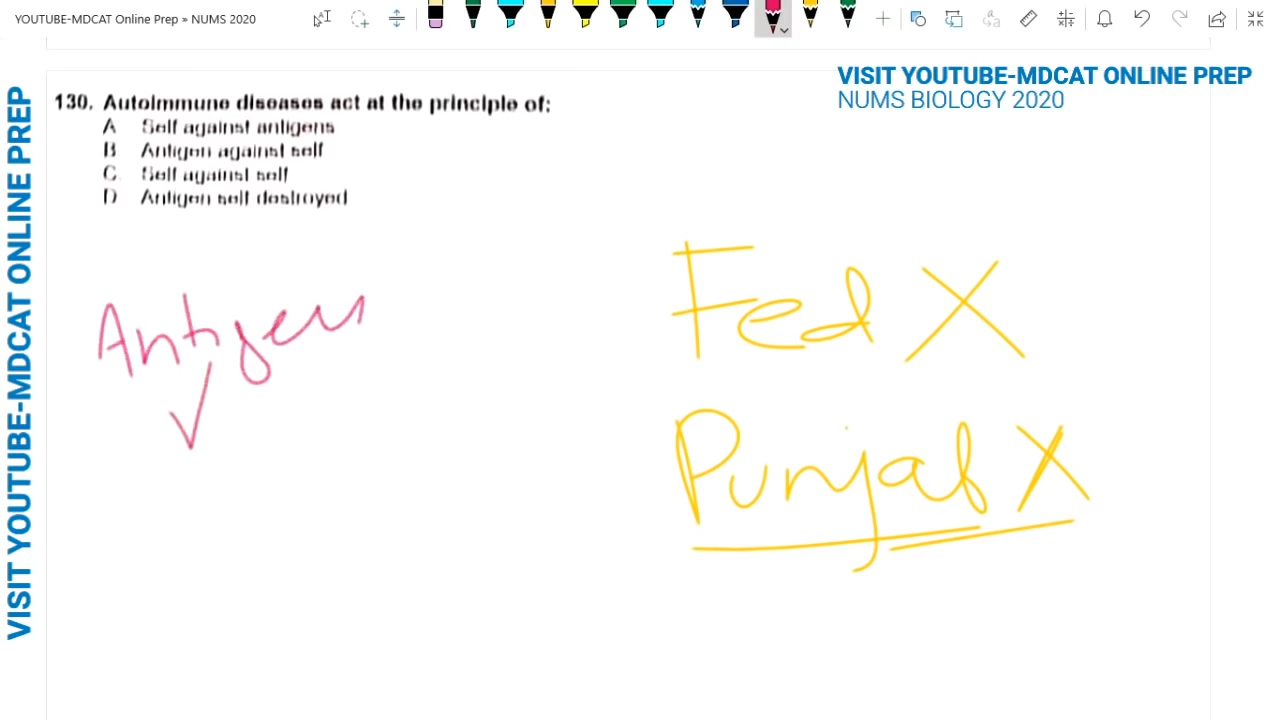 YOUTUBE-MDCAT Online Prep » NUMS 2020
VISIT YOUTUBE-MDCAT ONLINE PREP
NUMS BIOLOGY 2020
VISIT YOUTUBE-MDCAT ONLINE PREP
130. Autoimmune diseases act at the principle of:
A Self against antigens
B Antigen against self
C. Self against self
D Antigen self destroyed
Antigen
Fed X
Punjab X